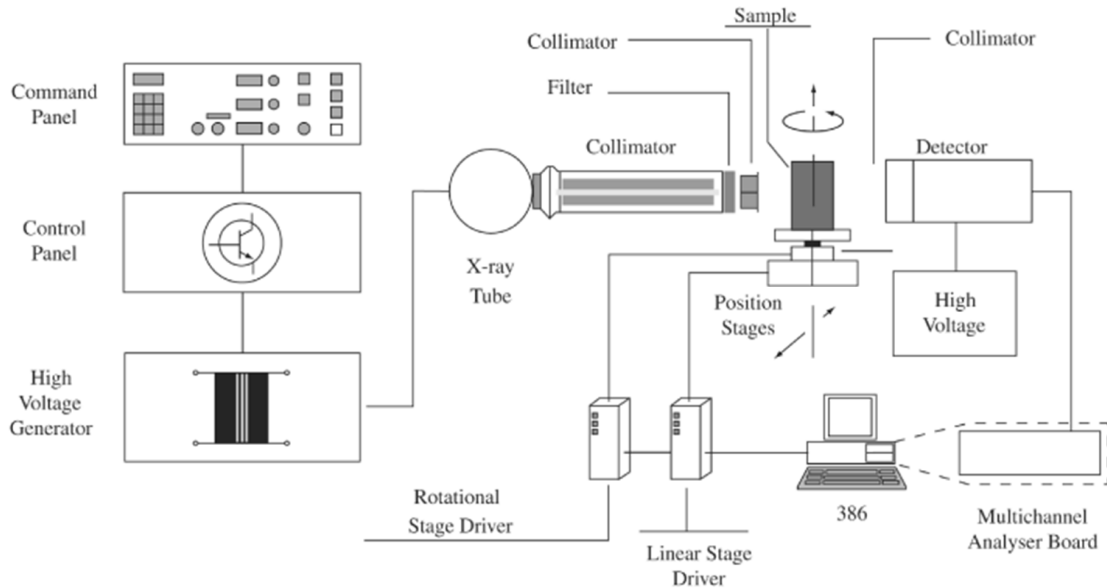 Sample
Collimator
Collimator
Filter
Command
Panel
Collimator
Detector
Control
Panel
X-ray
Tube
Position
Stages
High
Voltage
High
Voltage
Generator
Rotational
Stage Driver
386
Multichannel
Analyser Board
Linear Stage
Driver